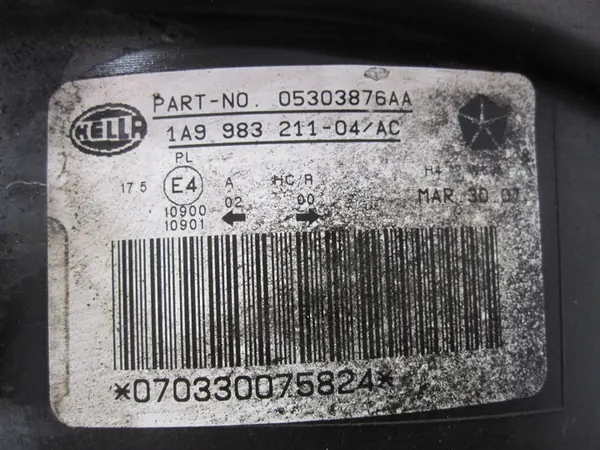 HELLA
PART-NO. 05303876AA
1A9 983 211-04/AC
PL
17 5 E4 A HC/R H4
10900 02 00 MAR 30 07
10901
*070330075824*